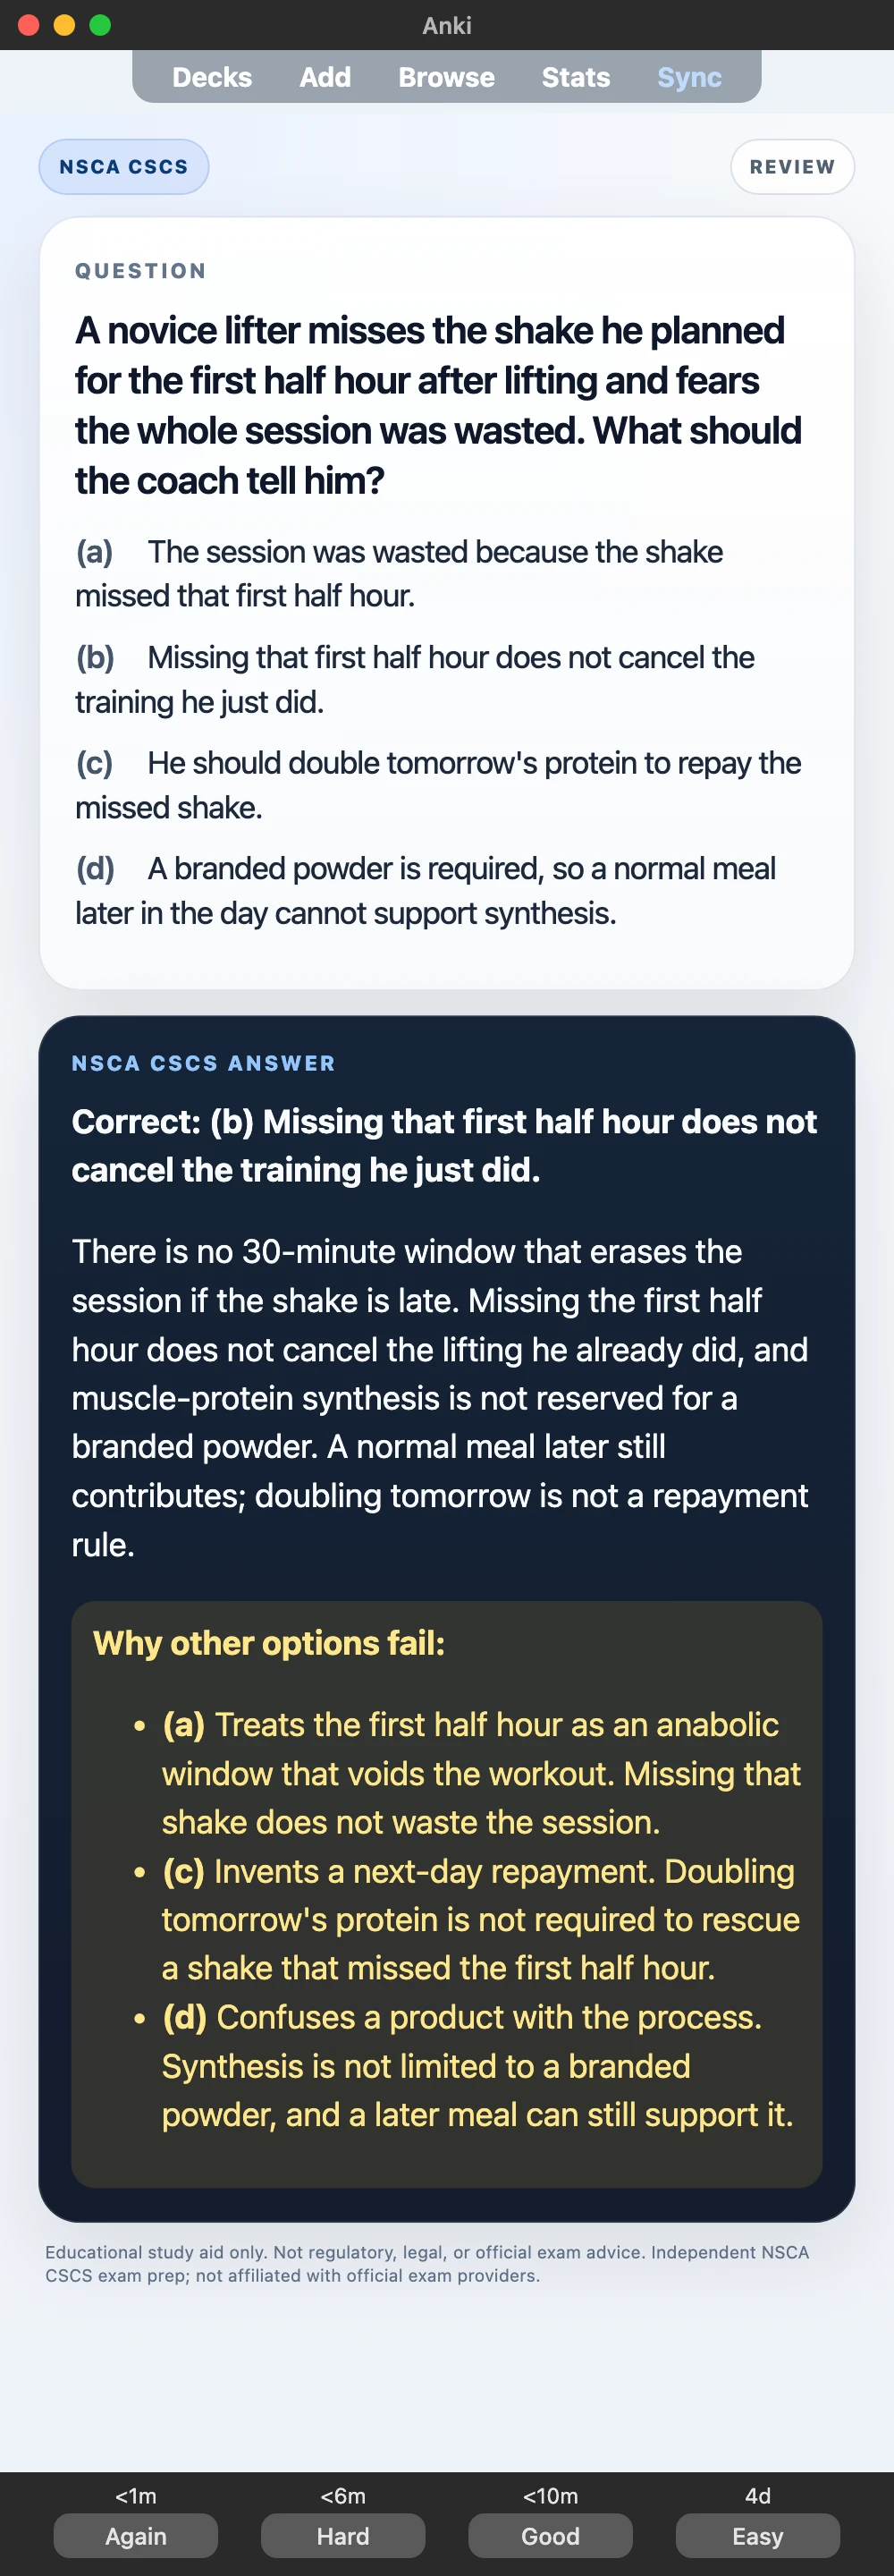 Anki
Decks Add Browse Stats Sync
NSCA CSCS REVIEW
QUESTION
A novice lifter misses the shake he planned
for the first half hour after lifting and fears
the whole session was wasted. What should
the coach tell him?
(a) The session was wasted because the shake
missed that first half hour.
(b) Missing that first half hour does not cancel the
training he just did.
(c) He should double tomorrow's protein to repay the
missed shake.
(d) A branded powder is required, so a normal meal
later in the day cannot support synthesis.
NSCA CSCS ANSWER
Correct: (b) Missing that first half hour does not
cancel the training he just did.
There is no 30-minute window that erases the
session if the shake is late. Missing the first half
hour does not cancel the lifting he already did, and
muscle-protein synthesis is not reserved for a
branded powder. A normal meal later still
contributes; doubling tomorrow is not a repayment
rule.
Why other options fail:
• (a) Treats the first half hour as an anabolic
window that voids the workout. Missing that
shake does not waste the session.
• (c) Invents a next-day repayment. Doubling
tomorrow's protein is not required to rescue
a shake that missed the first half hour.
• (d) Confuses a product with the process.
Synthesis is not limited to a branded
powder, and a later meal can still support it.
Educational study aid only. Not regulatory, legal, or official exam advice. Independent NSCA
CSCS exam prep; not affiliated with official exam providers.
<1m <6m <10m 4d
Again Hard Good Easy